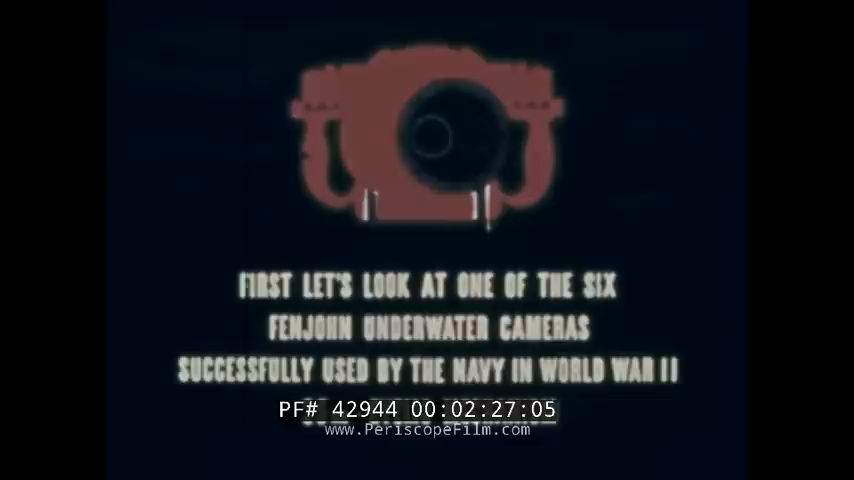 FIRST LET'S LOOK AT ONE OF THE SIX
FENJOHN UNDERWATER CAMERAS
SUCCESSFULLY USED BY THE NAVY IN WORLD WAR II
PF# 42944 00:02:27:05
www.PeriscopeFilm.com